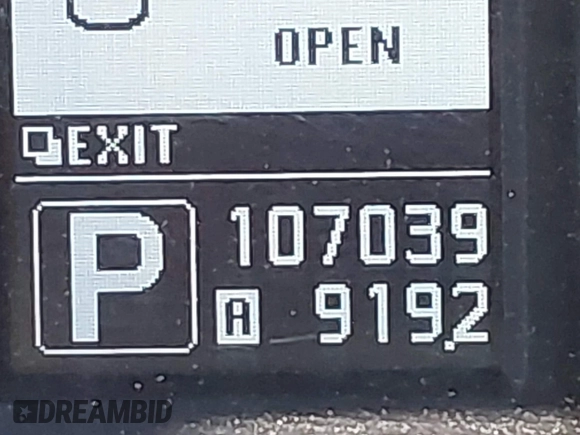 OPEN
EXIT
P
107039
A 919.2
DREAMBID